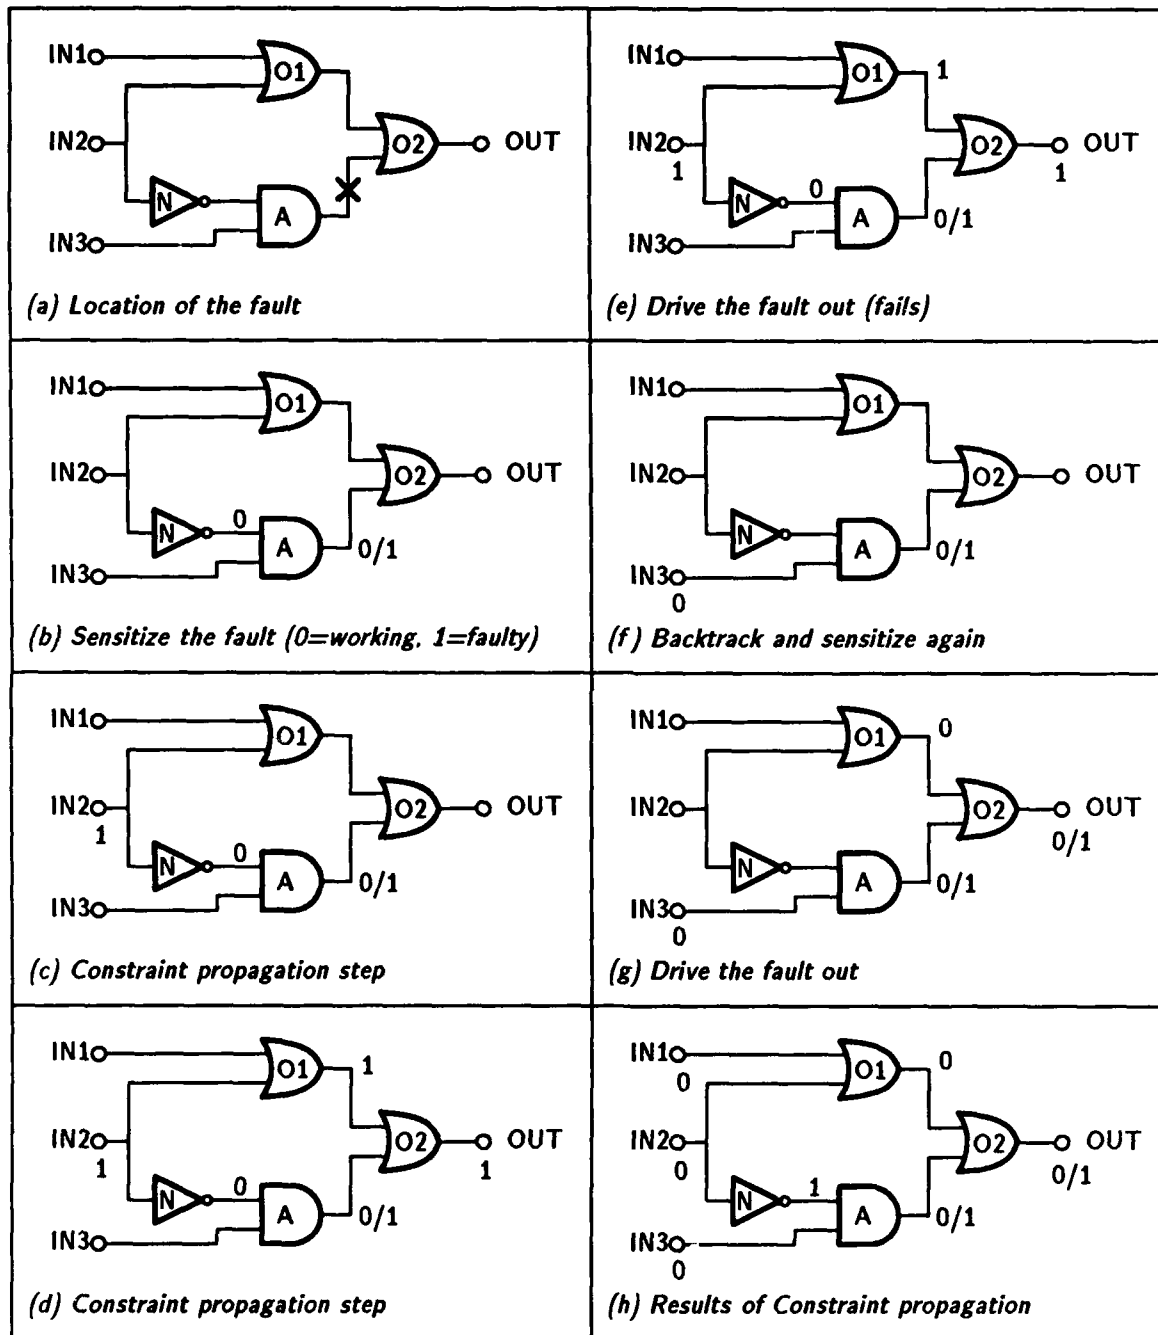 IN1 O1
IN2 O2 OUT
N A
IN3
(a) Location of the fault
IN1 O1
IN2 O2 OUT
N 0 A 0/1
IN3
(b) Sensitize the fault (0=working, 1=faulty)
IN1 O1
IN2 O2 OUT
1
N 0 A 0/1
IN3
(c) Constraint propagation step
IN1 O1 1
IN2 O2 OUT
1 1
N 0 A 0/1
IN3
(d) Constraint propagation step
IN1 O1 1
IN2 O2 OUT
1 1
N 0 A 0/1
IN3
(e) Drive the fault out (fails)
IN1 O1
IN2 O2 OUT
N A 0/1
IN3
0
(f) Backtrack and sensitize again
IN1 O1 0
IN2 O2 OUT
0/1
N A 0/1
IN3
0
(g) Drive the fault out
IN1 O1 0
0
IN2 O2 OUT
0 0/1
N 1 A 0/1
IN3
0
(h) Results of Constraint propagation